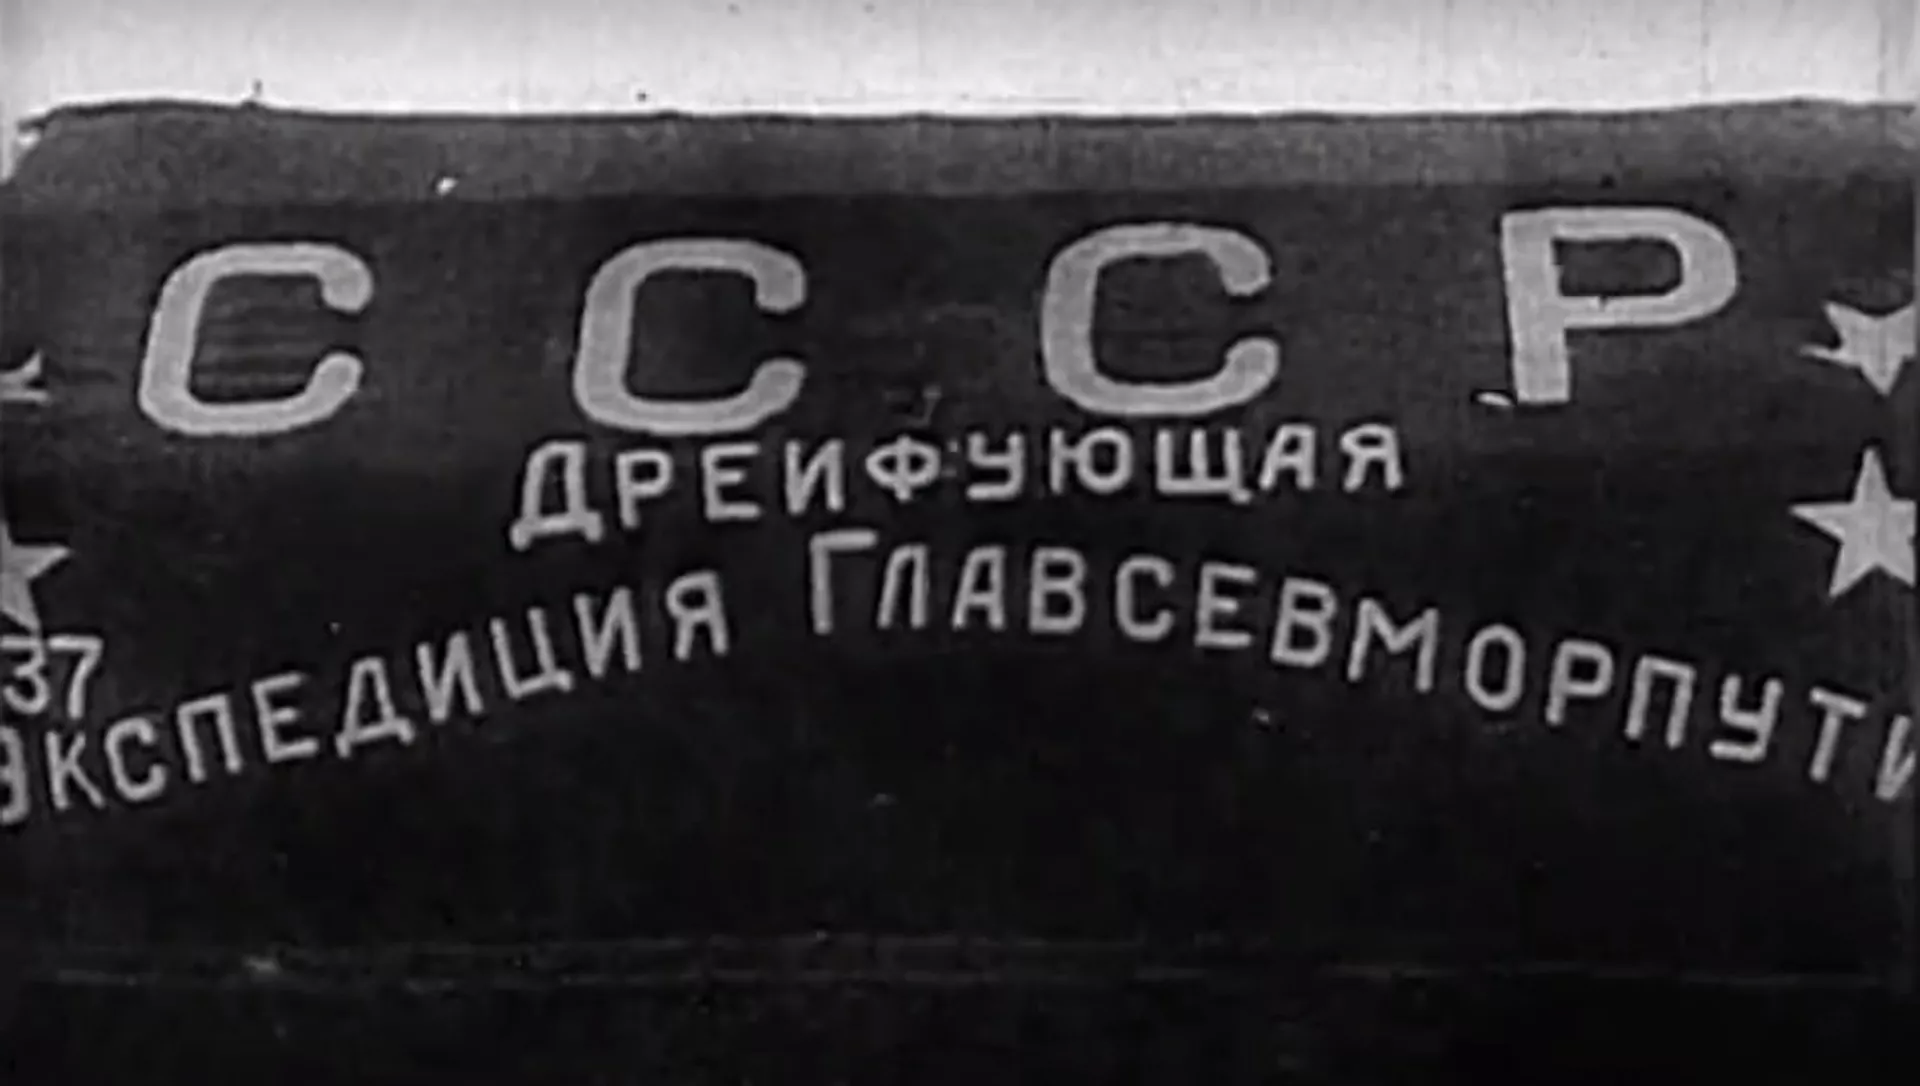 СССР
ДРЕЙФУЮЩАЯ
ЭКСПЕДИЦИЯ ГЛАВСЕВМОРПУТИ
37